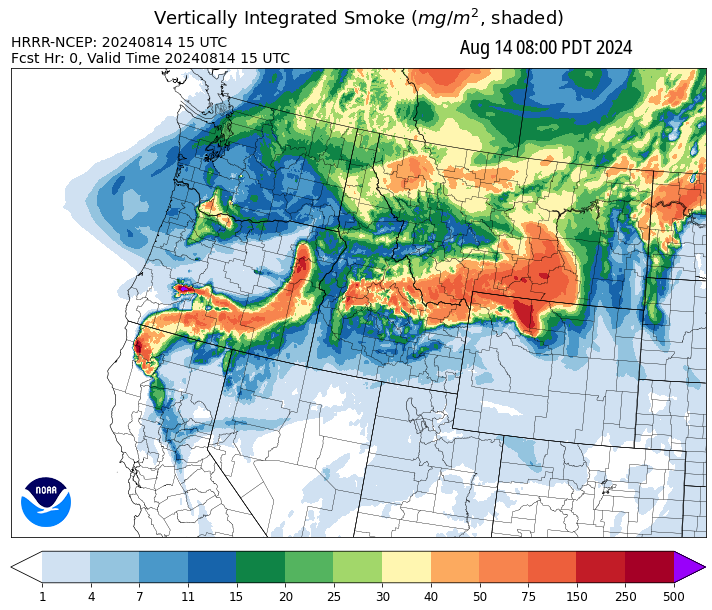 Vertically Integrated Smoke (mg/m², shaded)
HRRR-NCEP: 20240814 15 UTC
Fcst Hr: 0, Valid Time 20240814 15 UTC
Aug 14 08:00 PDT 2024
NOAA
1 4 7 11 15 20 25 30 40 50 75 150 250 500